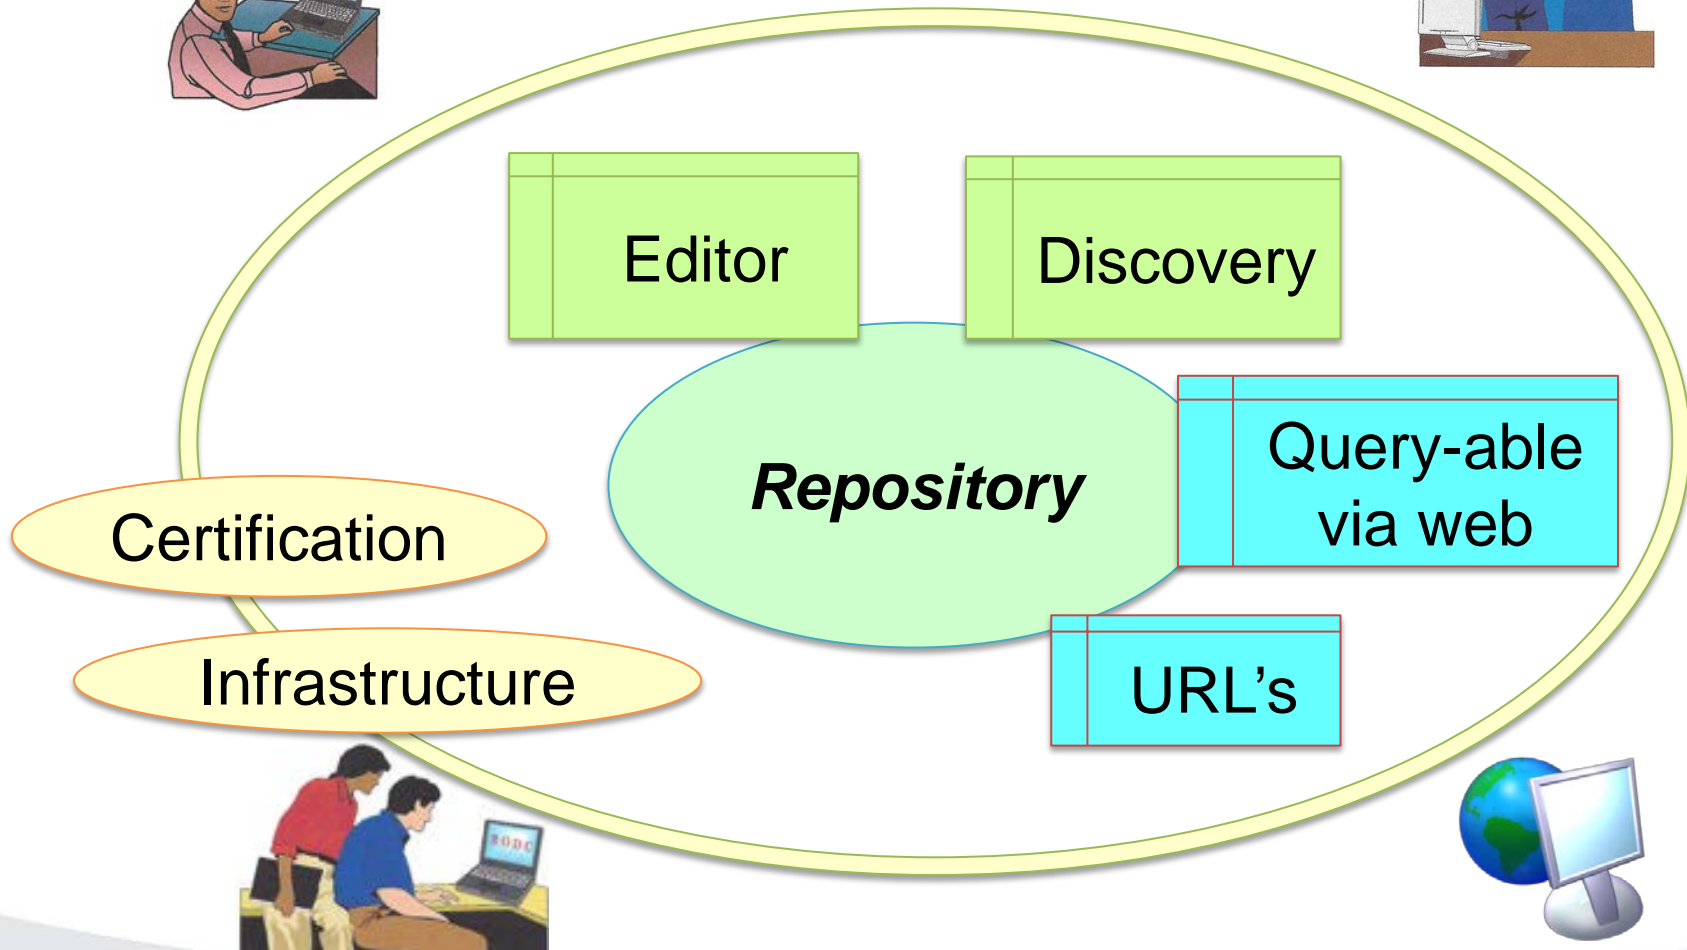 Editor
Discovery
Query-able
via web
Repository
Certification
Infrastructure
URL’s